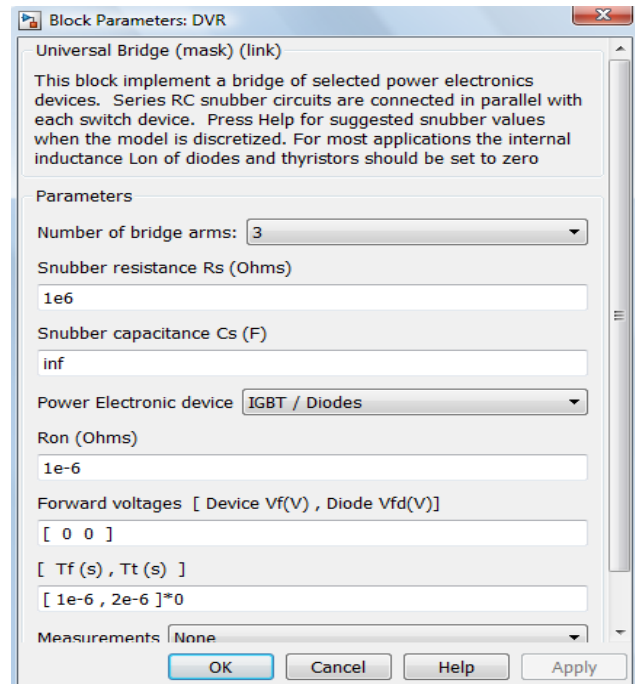 Block Parameters: DVR
Universal Bridge (mask) (link)
This block implement a bridge of selected power electronics
devices. Series RC snubber circuits are connected in parallel with
each switch device. Press Help for suggested snubber values
when the model is discretized. For most applications the internal
inductance Lon of diodes and thyristors should be set to zero
Parameters
Number of bridge arms: 3
Snubber resistance Rs (Ohms)
1e6
Snubber capacitance Cs (F)
inf
Power Electronic device IGBT / Diodes
Ron (Ohms)
1e-6
Forward voltages [ Device Vf(V) , Diode Vfd(V)]
[ 0 0 ]
[ Tf (s) , Tt (s) ]
[ 1e-6 , 2e-6 ]*0
Measurements None
OK Cancel Help Apply